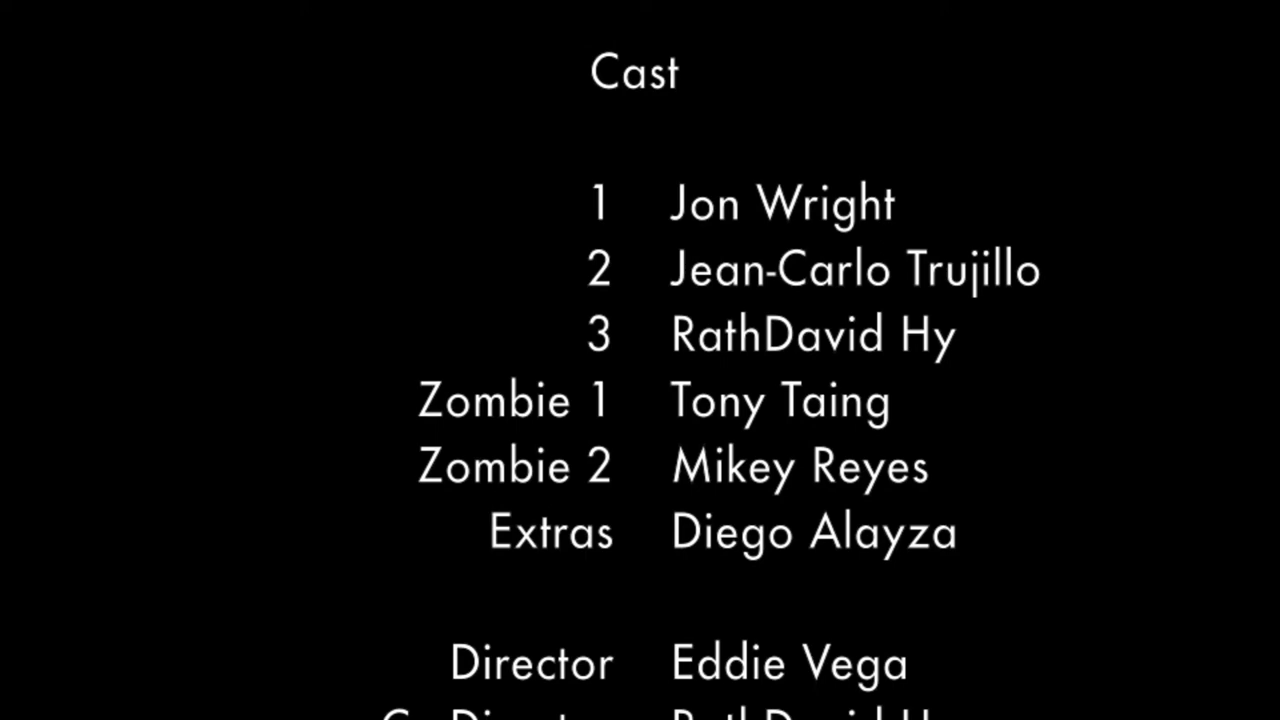 Cast
1 Jon Wright
2 Jean-Carlo Trujillo
3 RathDavid Hy
Zombie 1 Tony Taing
Zombie 2 Mikey Reyes
Extras Diego Alayza
Director Eddie Vega